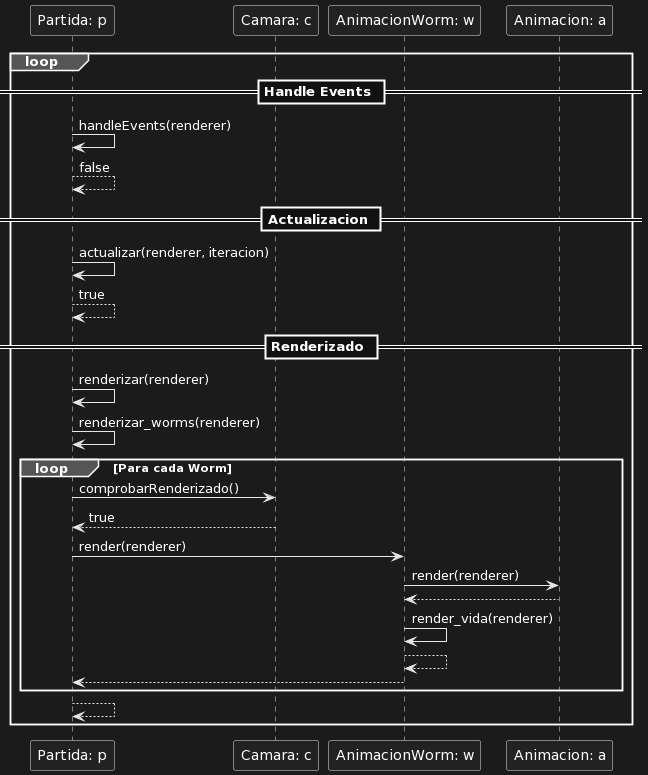 Partida: p
Camara: c
AnimacionWorm: w
Animacion: a
loop
Handle Events
handleEvents(renderer)
false
Actualizacion
actualizar(renderer, iteracion)
true
Renderizado
renderizar(renderer)
renderizar_worms(renderer)
loop [Para cada Worm]
comprobarRenderizado()
true
render(renderer)
render(renderer)
render_vida(renderer)
Partida: p
Camara: c
AnimacionWorm: w
Animacion: a